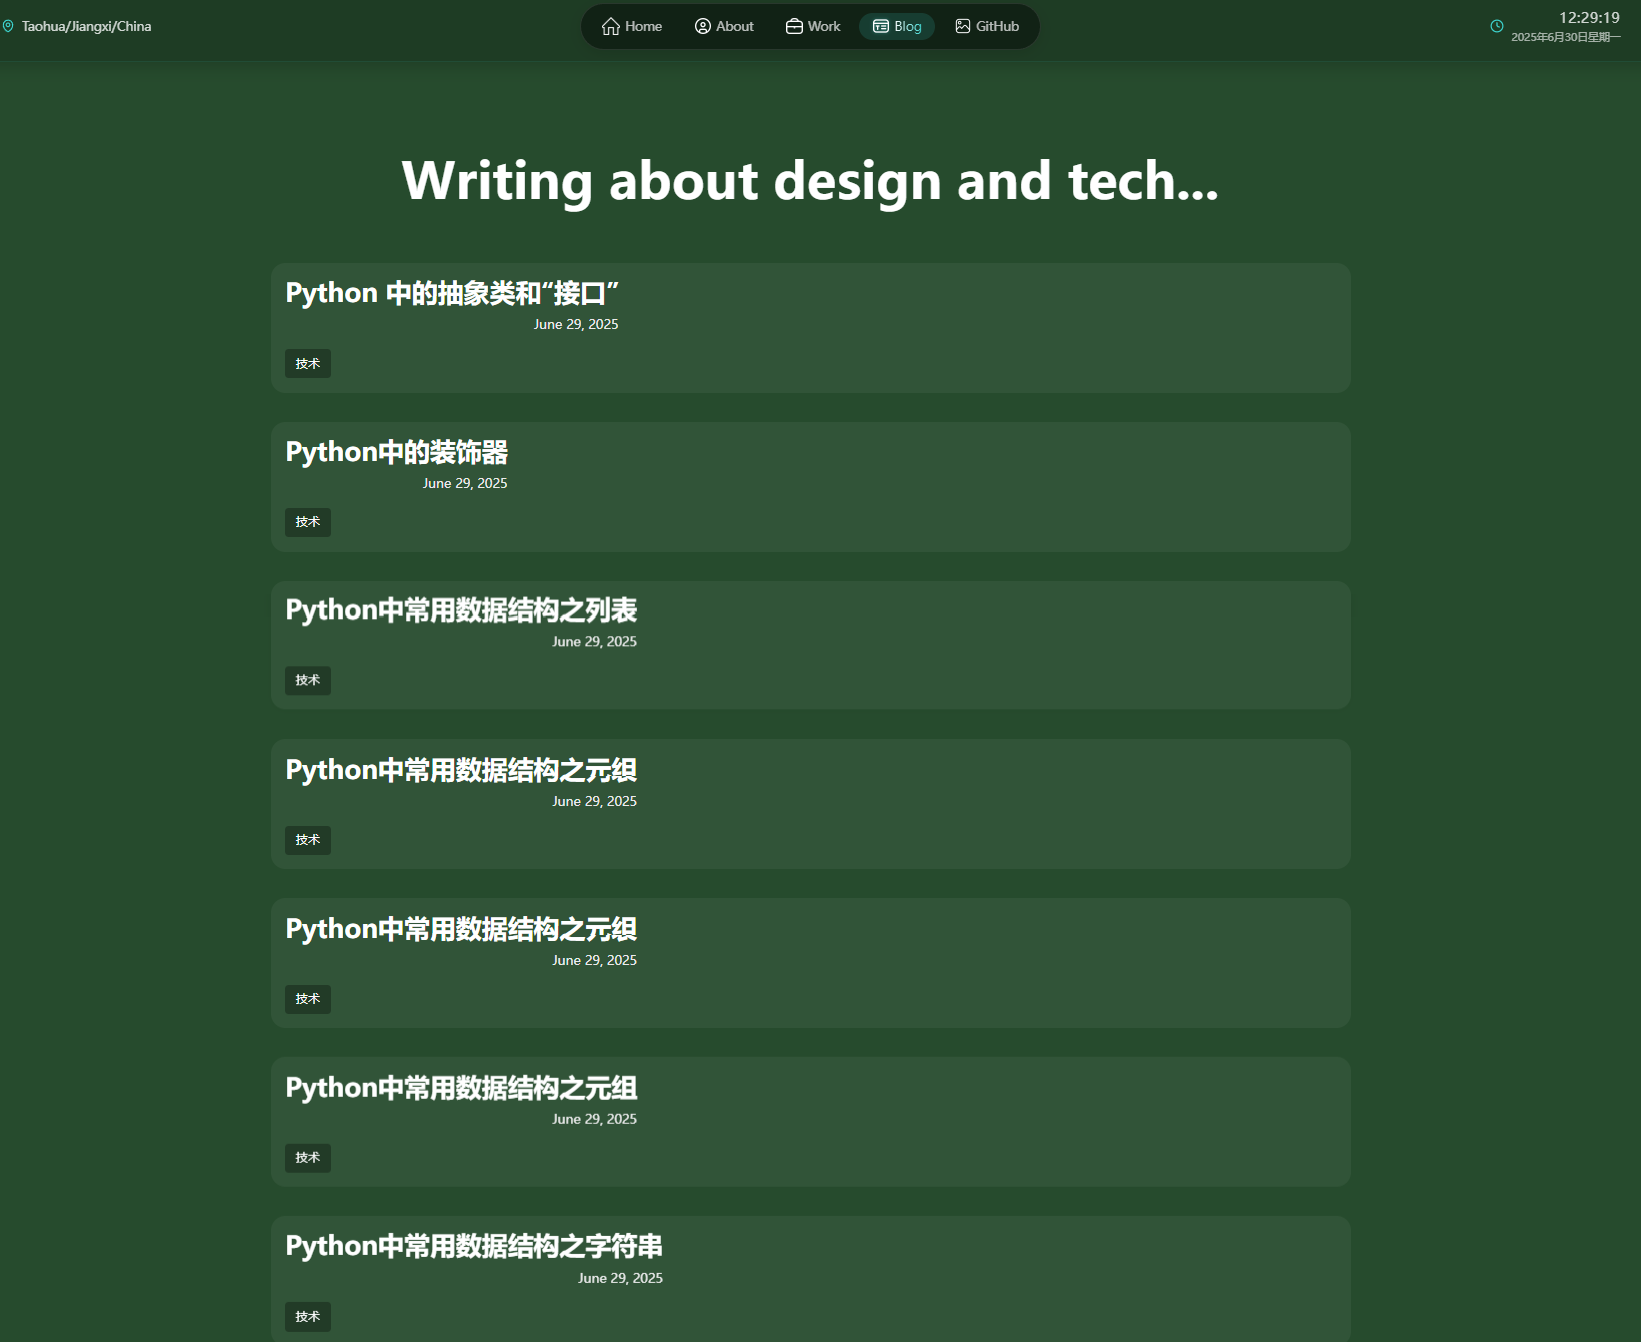 Taohua/Jiangxi/China
Home
About
Work
Blog
GitHub
12:29:19
2025年6月30日星期一
Writing about design and tech...
Python 中的抽象类和“接口”
June 29, 2025
技术
Python中的装饰器
June 29, 2025
技术
Python中常用数据结构之列表
June 29, 2025
技术
Python中常用数据结构之元组
June 29, 2025
技术
Python中常用数据结构之元组
June 29, 2025
技术
Python中常用数据结构之元组
June 29, 2025
技术
Python中常用数据结构之字符串
June 29, 2025
技术